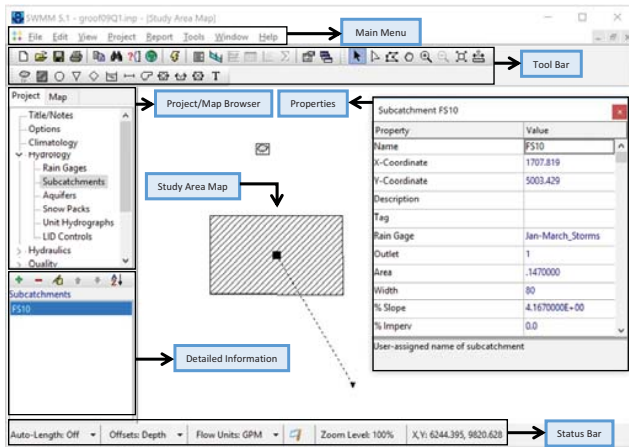 SWMM 5.1 - groof09Q1.inp - [Study Area Map]
File Edit View Project Report Tools Window Help
Main Menu
Tool Bar
T
Project Map
Project/Map Browser
Properties
Title/Notes
Options
Climatology
Hydrology
Rain Gages
Subcatchments
Aquifers
Snow Packs
Unit Hydrographs
LID Controls
Hydraulics
Quality
Study Area Map
Subcatchment FS10
Property Value
Name FS10
X-Coordinate 1707.819
Y-Coordinate 5003.429
Description
Tag
Rain Gage Jan-March_Storms
Outlet 1
Area .1470000
Width 80
% Slope 4.1670000E+00
% Imperv 0.0
User-assigned name of subcatchment
Subcatchments
FS10
Detailed Information
Auto-Length: Off Offsets: Depth Flow Units: GPM Zoom Level: 100% X,Y: 6244.395, 9820.628
Status Bar